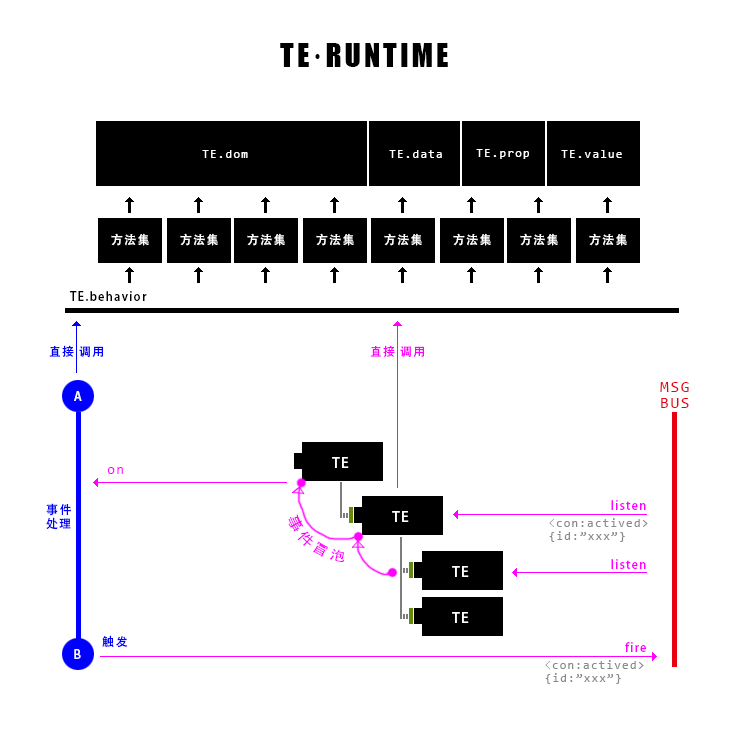 TE·RUNTIME
TE.dom
TE.data
TE.prop
TE.value
方法集
方法集
方法集
方法集
方法集
方法集
方法集
方法集
TE.behavior
直接调用
直接调用
A
MSG
BUS
TE
on
事件
处理
TE
listen
<con:actived>
{id:”xxx”}
事件冒泡
TE
listen
TE
触发
B
fire
<con:actived>
{id:”xxx”}